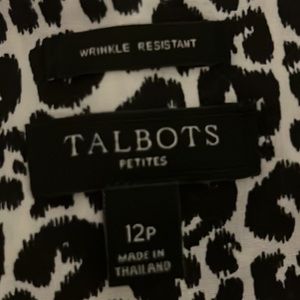 WRINKLE RESISTANT
TALBOTS
PETITES
12P
MADE IN
THAILAND